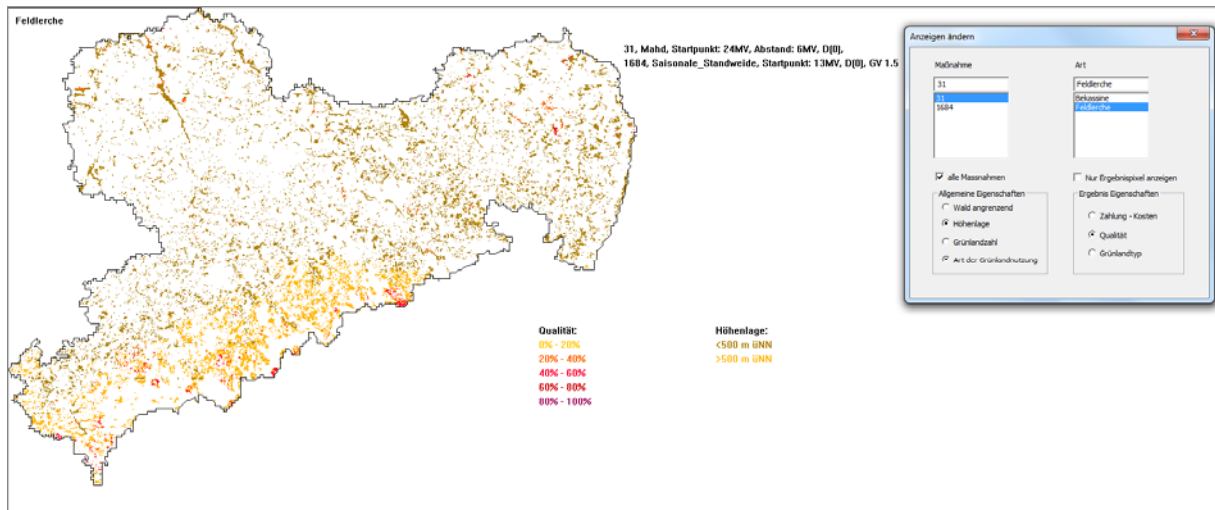 Feldlerche
31, Mahd, Startpunkt: 24MV, Abstand: 6MV, D[0],
1684, Saisonale_Standweide, Startpunkt: 13MV, D[0], GV 1.5
Qualität:
0% - 20%
20% - 40%
40% - 60%
60% - 80%
80% - 100%
Höhenlage:
<500 m üNN
>500 m üNN
Anzeigen ändern
Maßnahme
31
31
1684
alle Massnahmen
Allgemeine Eigenschaften
Wald angrenzend
Höhenlage
Grünlandzahl
Art der Grünlandnutzung
Art
Feldlerche
Bekassine
Feldlerche
Nur Ergebnispixel anzeigen
Ergebnis Eigenschaften
Zahlung - Kosten
Qualität
Grünlandtyp